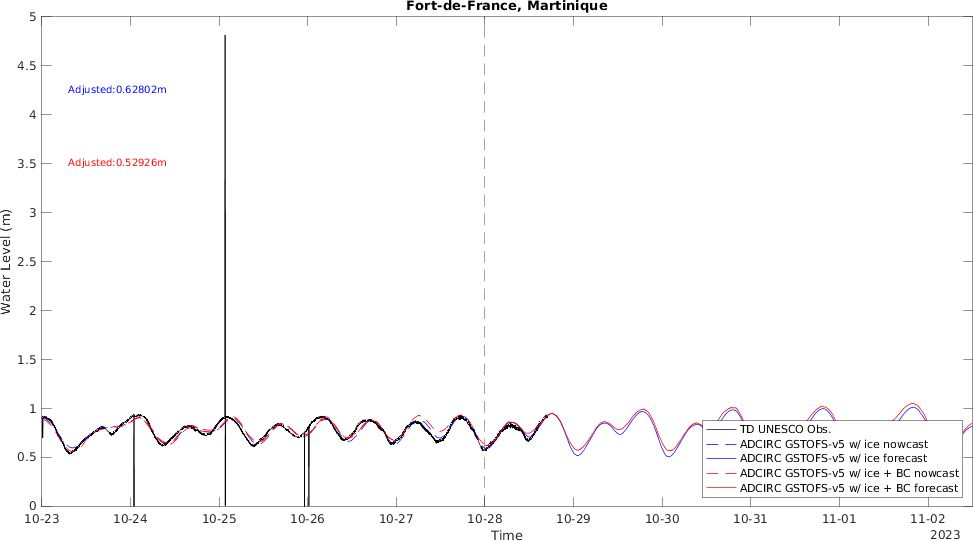 Fort-de-France, Martinique
5
4.5
4
3.5
3
2.5
2
1.5
1
0.5
0
Water Level (m)
Adjusted:0.62802m
Adjusted:0.52926m
TD UNESCO Obs.
ADCIRC GSTOFS-v5 w/ ice nowcast
ADCIRC GSTOFS-v5 w/ ice forecast
ADCIRC GSTOFS-v5 w/ ice + BC nowcast
ADCIRC GSTOFS-v5 w/ ice + BC forecast
10-23 10-24 10-25 10-26 10-27 10-28 10-29 10-30 10-31 11-01 11-02
Time
2023